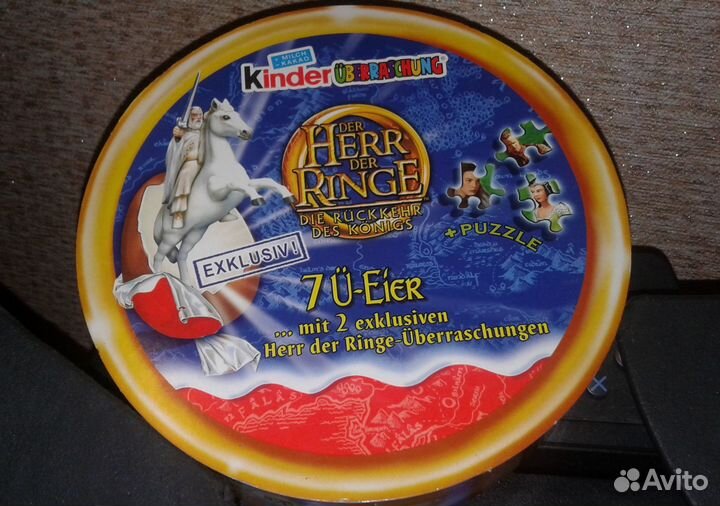 + MILCH
- KAKAO
kinder ÜBERRASCHUNG
DER
HERR
DER
RINGE
DIE RÜCKKEHR
DES KÖNIGS
+PUZZLE
EXKLUSIV!
7 Ü-EIER
... mit 2 exklusiven
Herr der Ringe-Überraschungen
FALAS
Avito